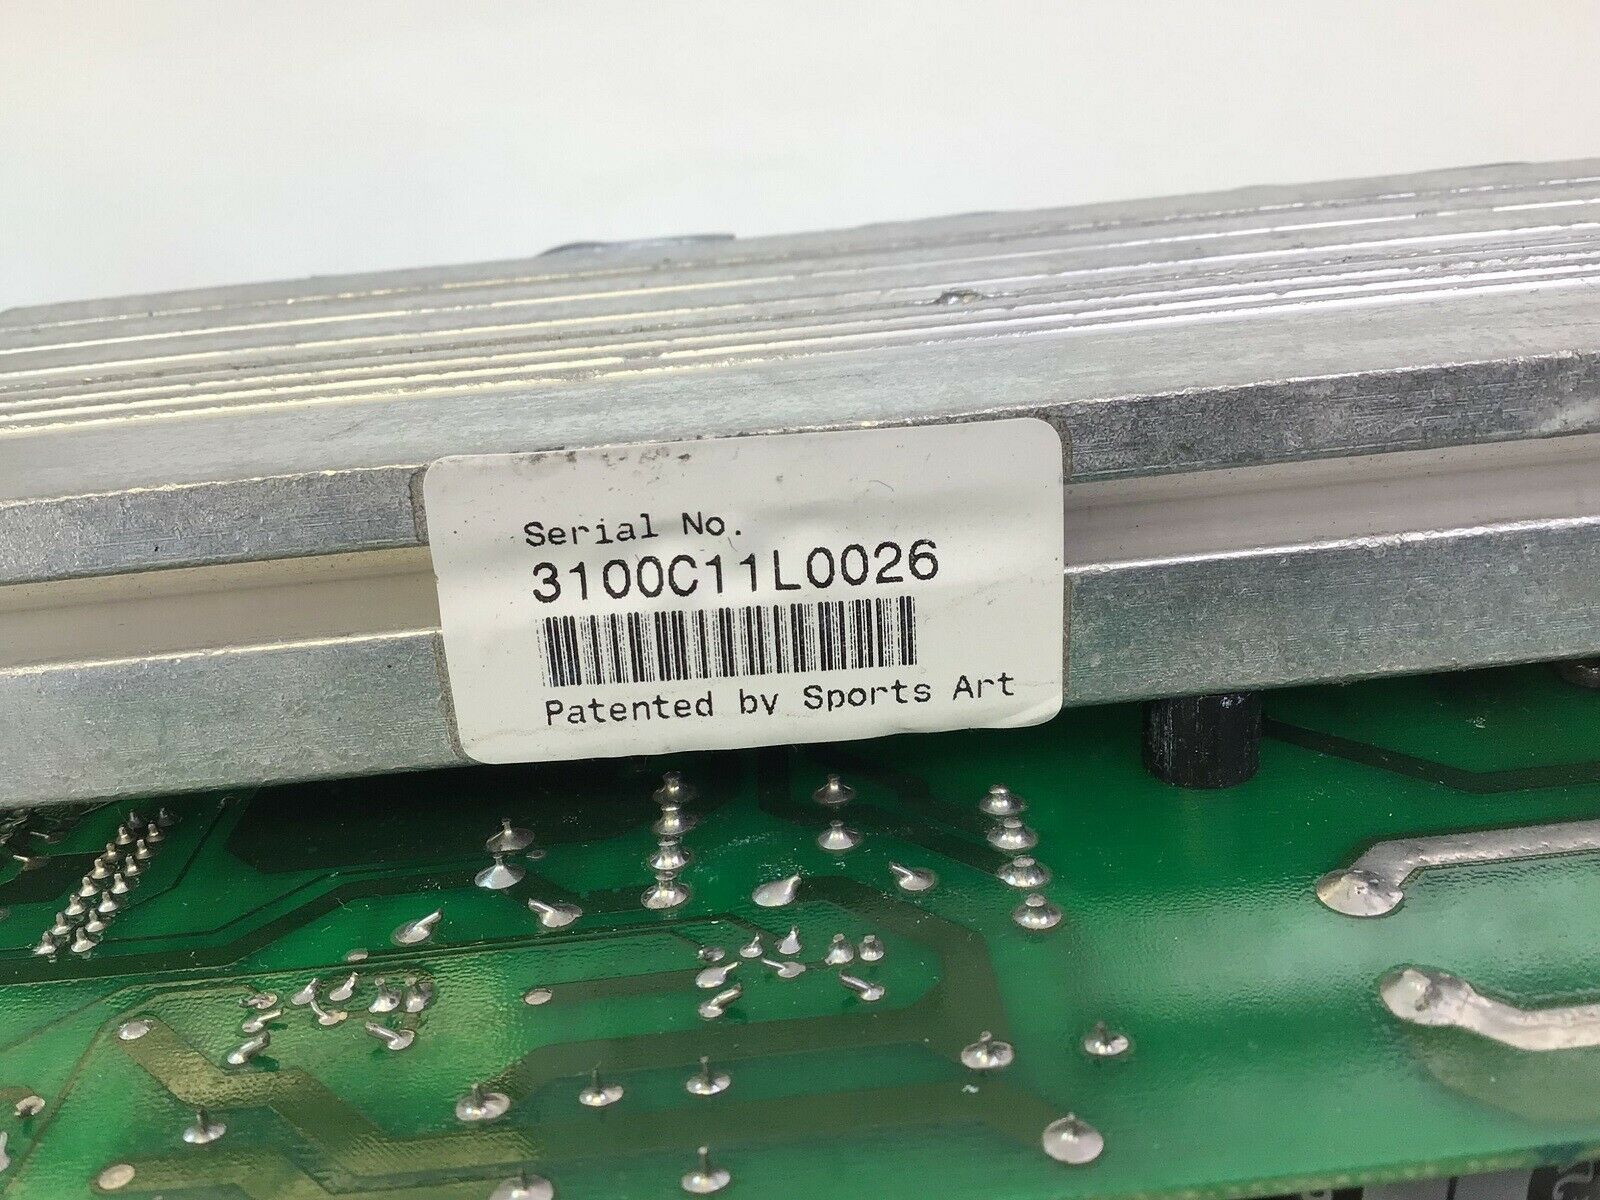 Serial No.
3100C11L0026
Patented by Sports Art